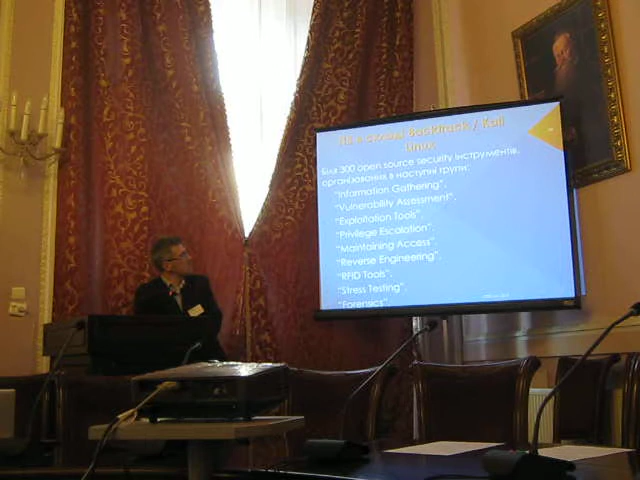 Backtrack / Kali
Linux
Біля 300 open source security інструментів,
організованих в наступні групи:
"Information Gathering",
"Vulnerability Assessment",
"Exploitation Tools",
"Privilege Escalation",
"Maintaining Access",
"Reverse Engineering",
"RFID Tools",
"Stress Testing",
"Forensics"